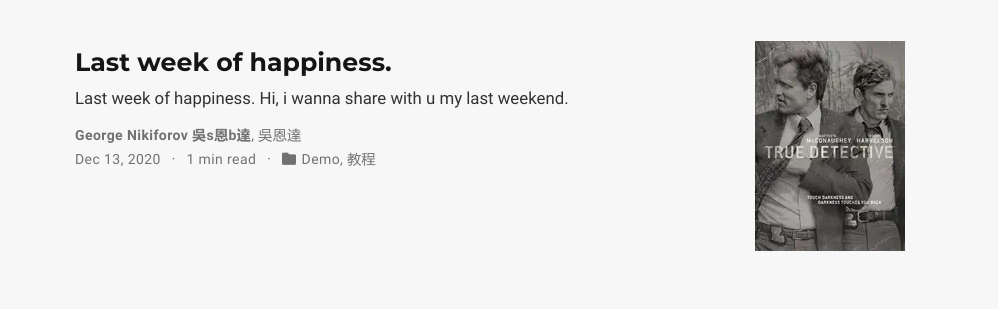 Last week of happiness.
Last week of happiness. Hi, i wanna share with u my last weekend.
George Nikiforov 吳s恩b達, 吳恩達
Dec 13, 2020 · 1 min read · Demo, 教程
McCONAUGHEY HARRELSON
TRUE DETECTIVE
TOUCH DARKNESS AND
DARKNESS TOUCHES YOU BACK